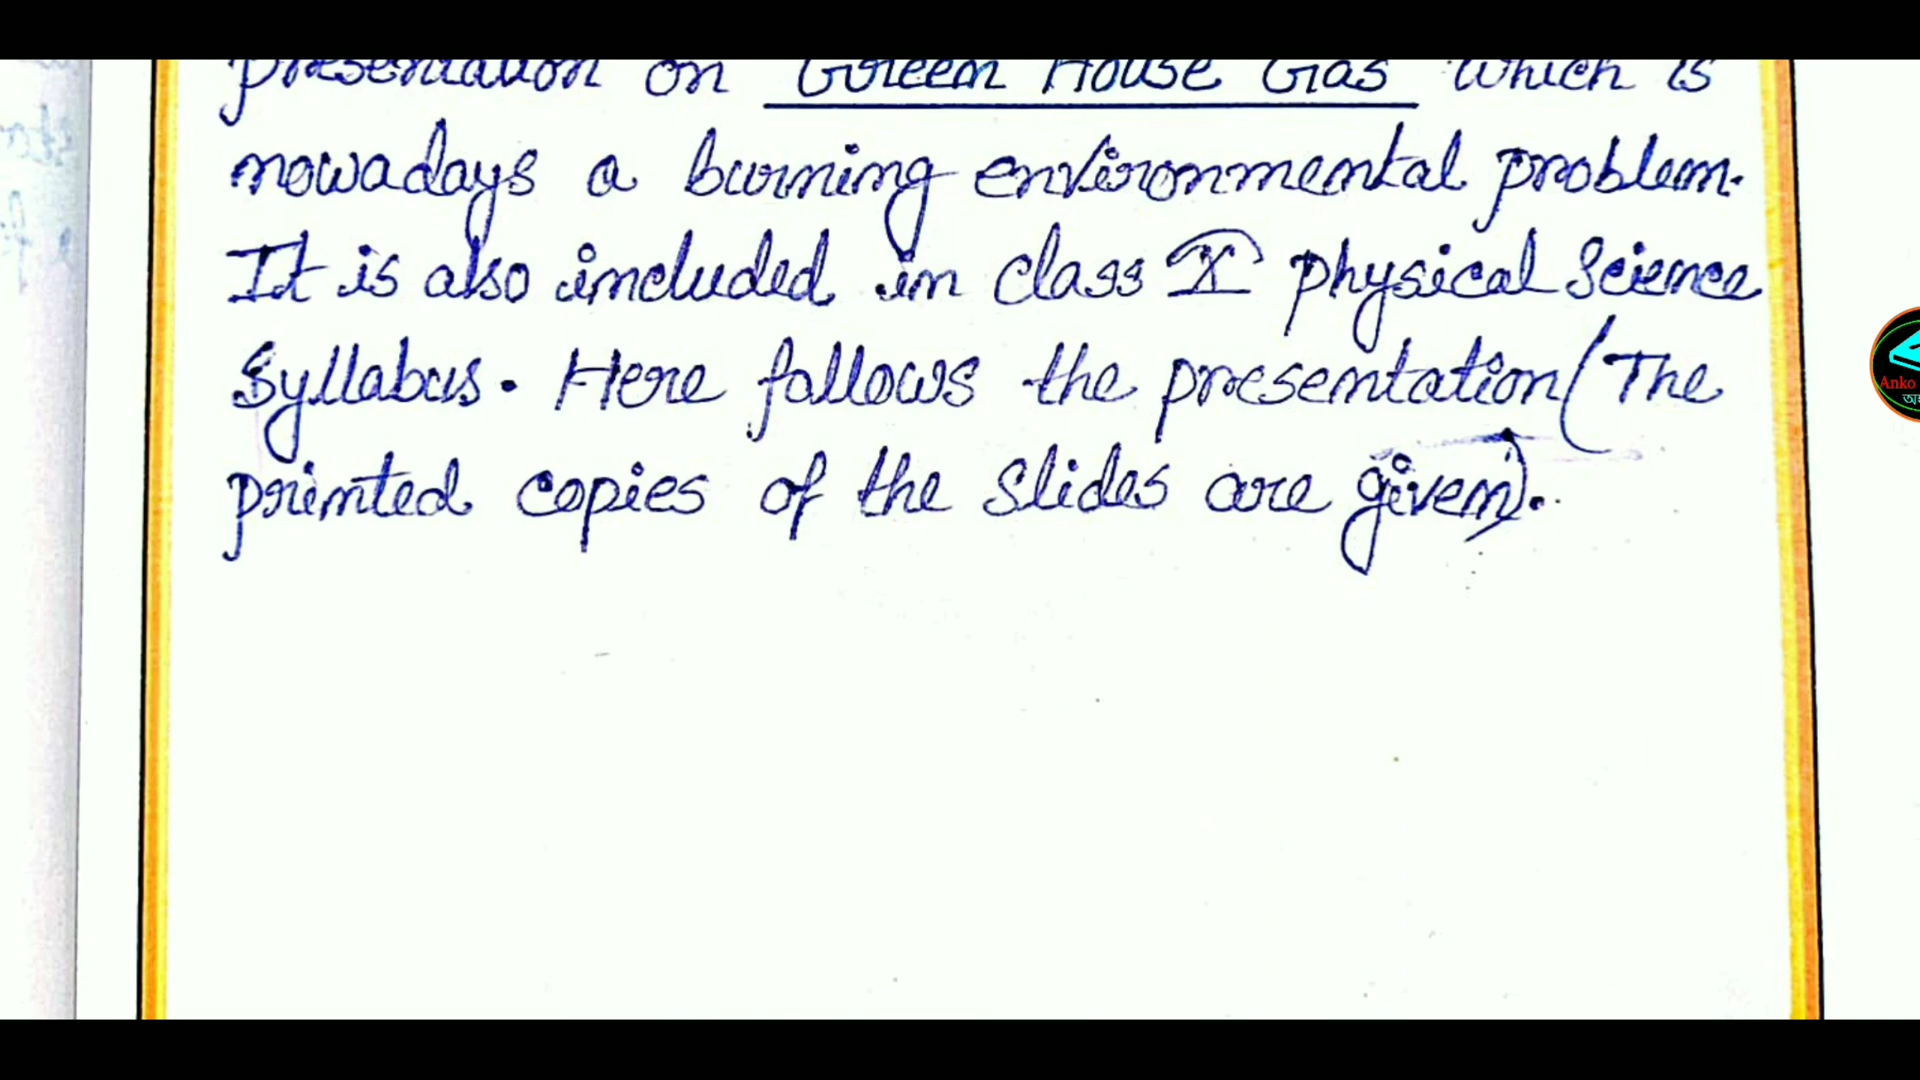 presentation on Green House Gas which is
nowadays a burning environmental problem.
It is also included in class X physical Science
Syllabus. Here follows the presentation (The
printed copies of the slides are given).
Anko